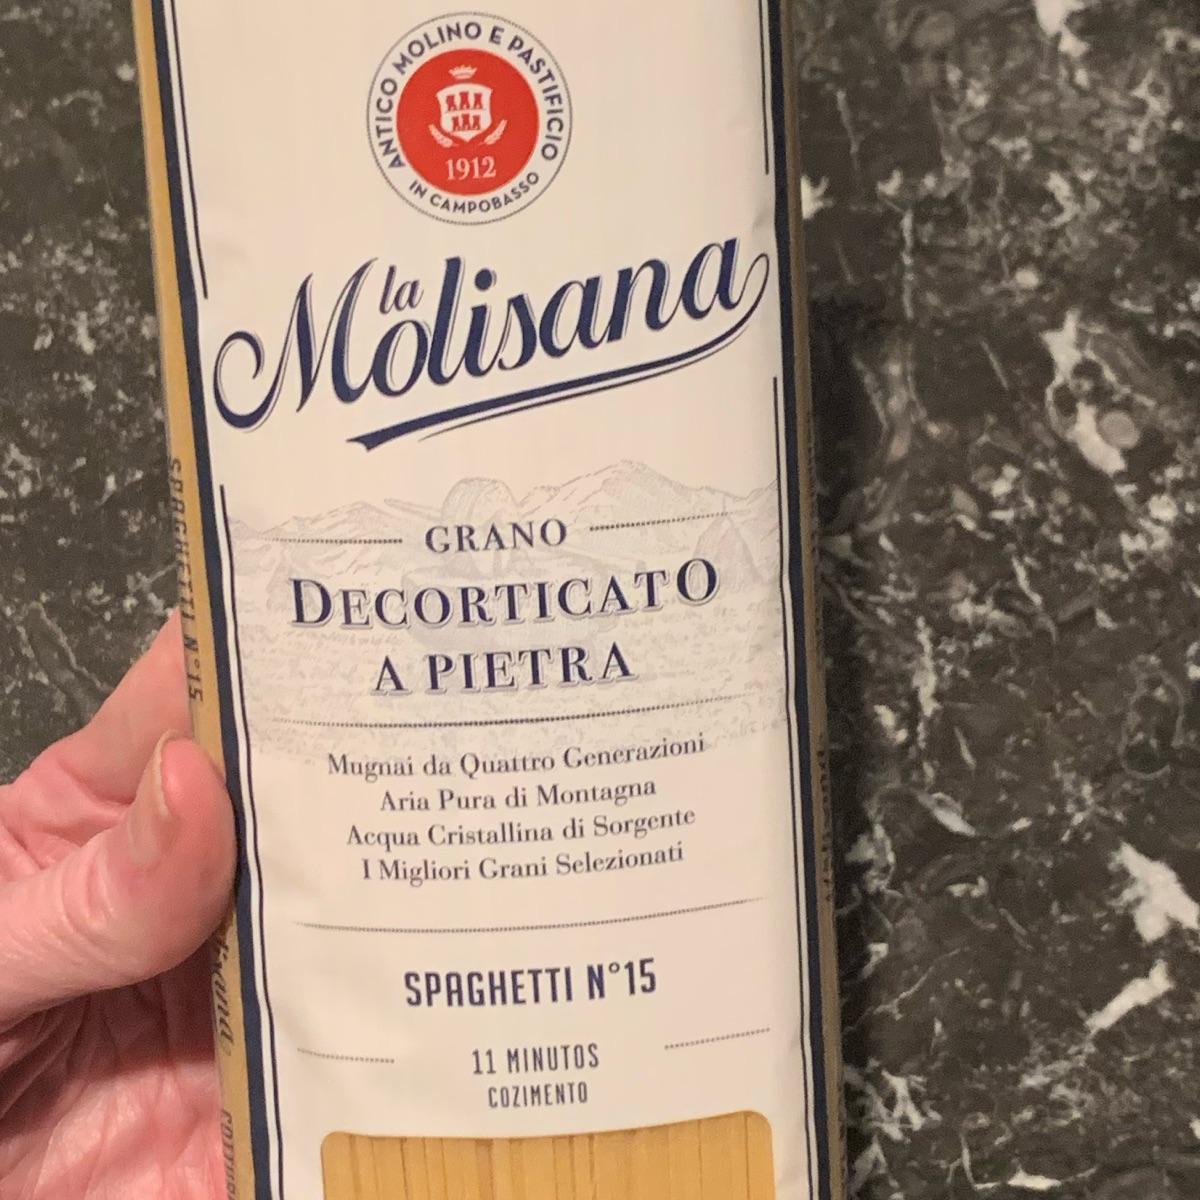 ANTICO MOLINO E PASTIFICIO
1912
IN CAMPOBASSO
la
Molisana
GRANO
DECORTICATO
A PIETRA
Mugnai da Quattro Generazioni
Aria Pura di Montagna
Acqua Cristallina di Sorgente
I Migliori Grani Selezionati
SPAGHETTI N°15
11 MINUTOS
COZIMENTO
SPAGHETTI N°15